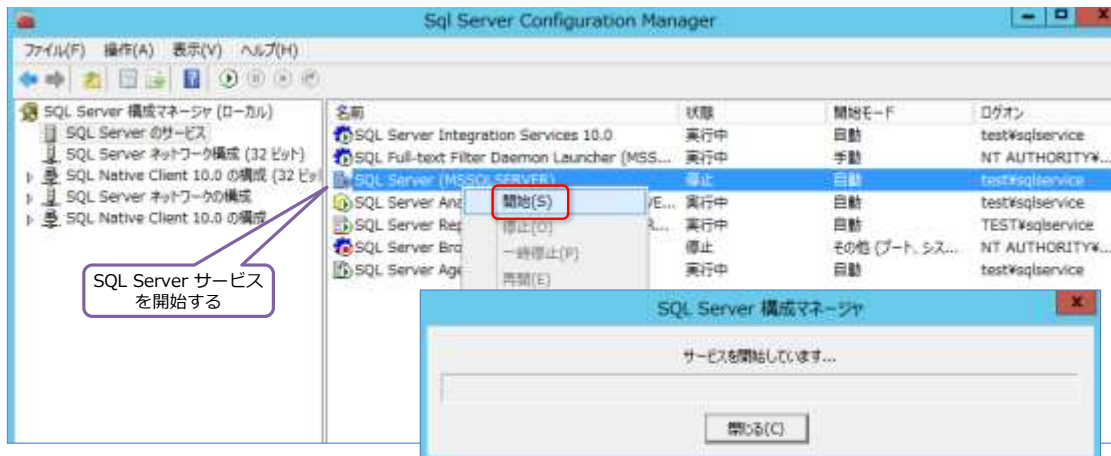 Sql Server Configuration Manager
ファイル(F) 操作(A) 表示(V) ヘルプ(H)
SQL Server 構成マネージャ (ローカル)
SQL Server のサービス
SQL Server ネットワーク構成 (32 ビット)
SQL Native Client 10.0 の構成 (32 ビッ
SQL Server ネットワークの構成
SQL Native Client 10.0 の構成
名前 状態 開始モード ログオン
SQL Server Integration Services 10.0 実行中 自動 test¥sqlservice
SQL Full-text Filter Daemon Launcher (MSS... 実行中 手動 NT AUTHORITY¥...
SQL Server (MSSQLSERVER) 停止 自動 test¥sqlservice
SQL Server Ana VE... 実行中 自動 test¥sqlservice
SQL Server Rep R... 実行中 自動 TEST¥sqlservice
SQL Server Bro 停止 その他 (ブート、シス... NT AUTHORITY¥...
SQL Server Age 実行中 自動 test¥sqlservice
開始(S)
停止(O)
一時停止(P)
再開(E)
SQL Server サービス
を開始する
SQL Server 構成マネージャ
サービスを開始しています...
閉じる(C)